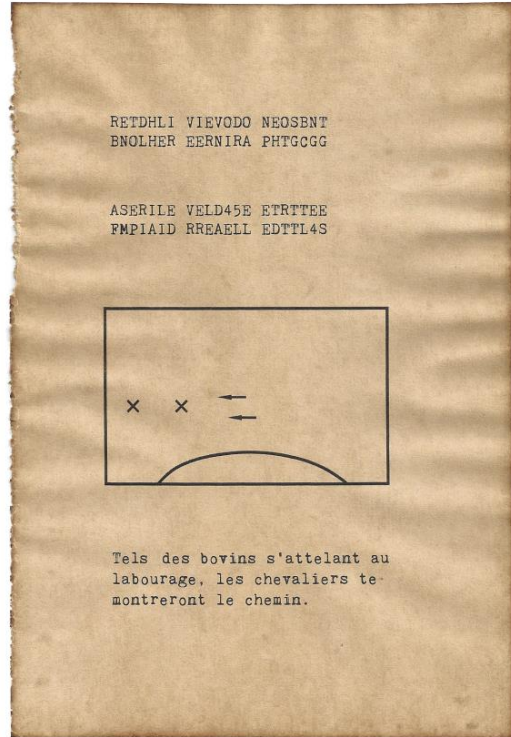 RETDHLI VIEVODO NEOSBNT
BNOLHER EERNIRA PHTGCGG
ASERILE VELD45E ETRTTEE
FMPIAID RREAELL EDTTL4S
Tels des bovins s'attelant au
labourage, les chevaliers te
montreront le chemin.